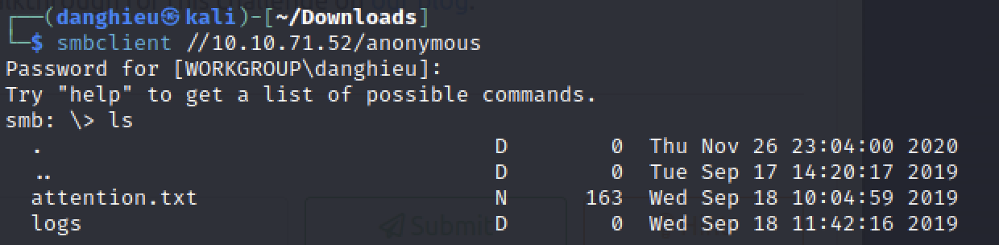 ┌──(danghieu㉿kali)-[~/Downloads]
└─$ smbclient //10.10.71.52/anonymous
Password for [WORKGROUP\danghieu]:
Try "help" to get a list of possible commands.
smb: \> ls
  .                                   D        0  Thu Nov 26 23:04:00 2020
  ..                                  D        0  Tue Sep 17 14:20:17 2019
  attention.txt                       N      163  Wed Sep 18 10:04:59 2019
  logs                                D        0  Wed Sep 18 11:42:16 2019
Submit